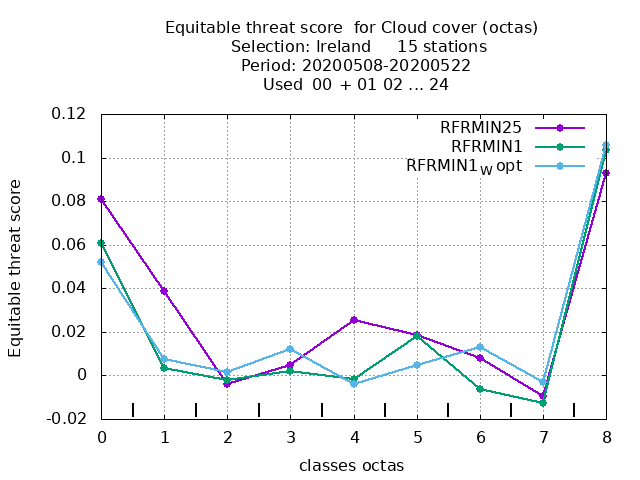 Equitable threat score  for Cloud cover (octas)
Selection: Ireland     15 stations
Period: 20200508-20200522
Used  00 + 01 02 ... 24
RFRMIN25
RFRMIN1
RFRMIN1W opt
Equitable threat score
0.12
0.1
0.08
0.06
0.04
0.02
0
-0.02
0 1 2 3 4 5 6 7 8
classes octas